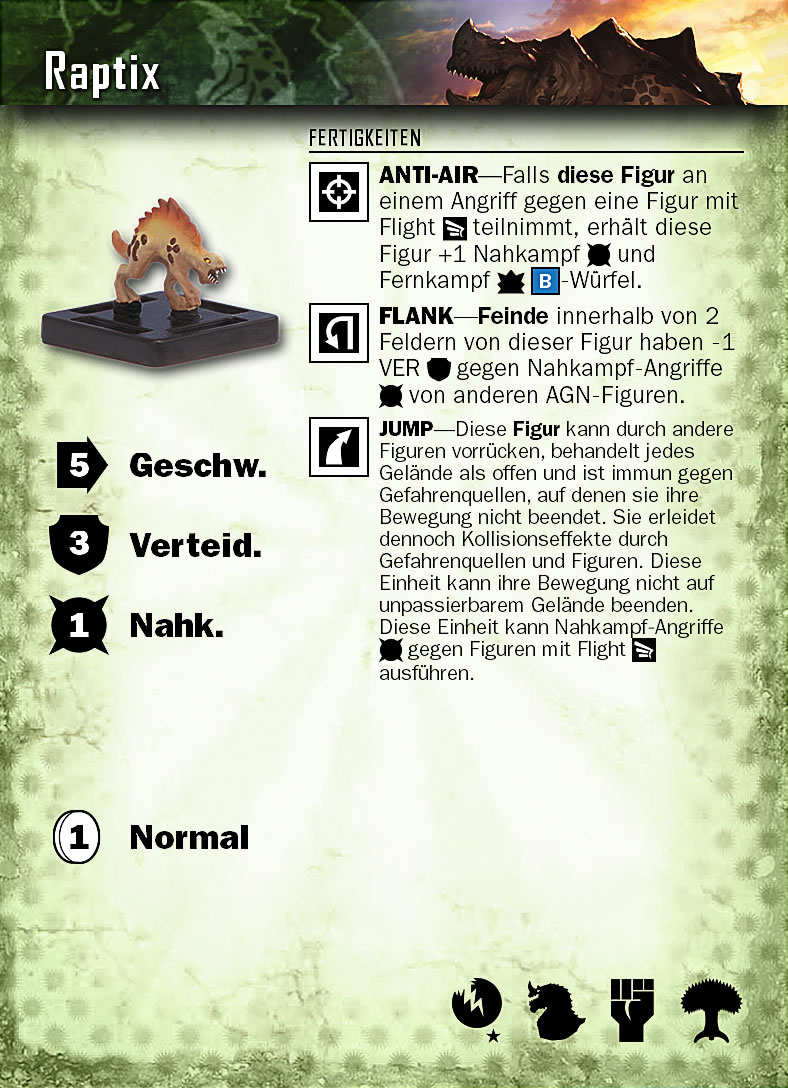 Raptix
FERTIGKEITEN
ANTI-AIR—Falls diese Figur an
einem Angriff gegen eine Figur mit
Flight teilnimmt, erhält diese
Figur +1 Nahkampf und
Fernkampf B-Würfel.
FLANK—Feinde innerhalb von 2
Feldern von dieser Figur haben -1
VER gegen Nahkampf-Angriffe
von anderen AGN-Figuren.
JUMP—Diese Figur kann durch andere
Figuren vorrücken, behandelt jedes
Gelände als offen und ist immun gegen
Gefahrenquellen, auf denen sie ihre
Bewegung nicht beendet. Sie erleidet
dennoch Kollisionseffekte durch
Gefahrenquellen und Figuren. Diese
Einheit kann ihre Bewegung nicht auf
unpassierbarem Gelände beenden.
Diese Einheit kann Nahkampf-Angriffe
gegen Figuren mit Flight
ausführen.
5 Geschw.
3 Verteid.
1 Nahk.
1 Normal